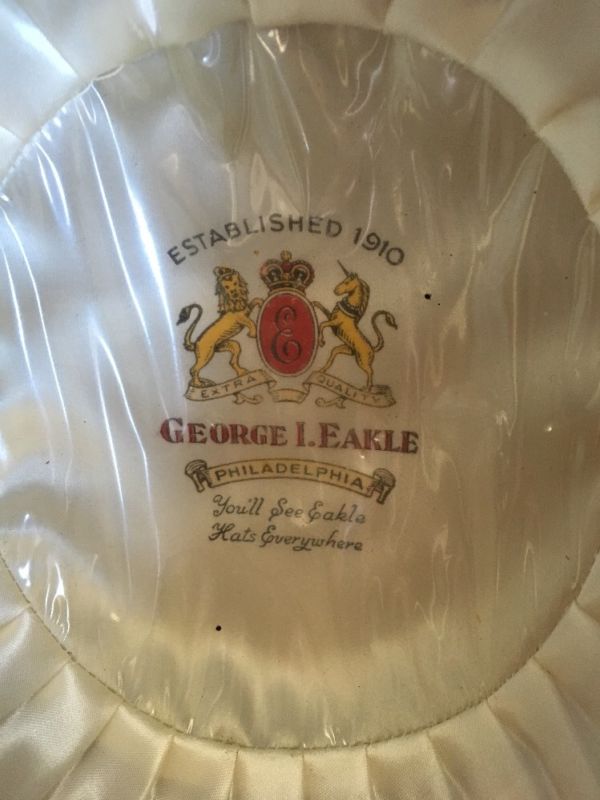 ESTABLISHED 1910
E
EXTRA QUALITY
GEORGE I. EAKLE
PHILADELPHIA
You'll See Eakle
Hats Everywhere